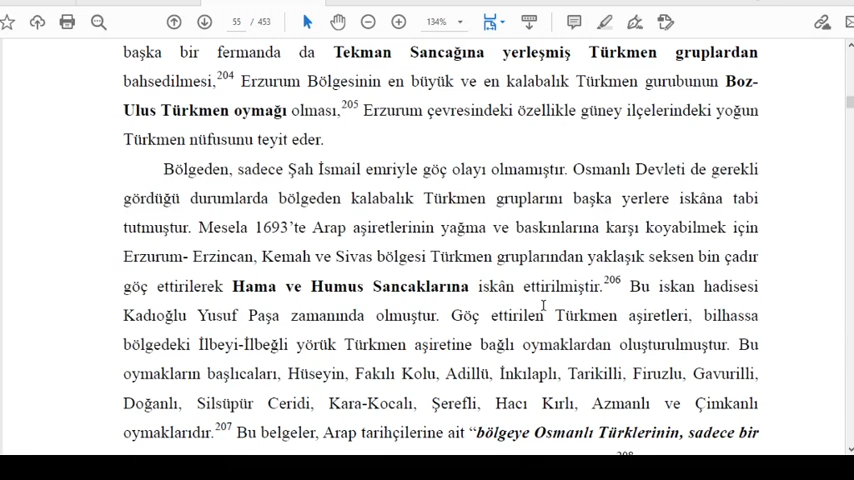 55 / 453
134%
başka bir fermanda da Tekman Sancağına yerleşmiş Türkmen gruplardan
bahsedilmesi,204 Erzurum Bölgesinin en büyük ve en kalabalık Türkmen gurubunun Boz-
Ulus Türkmen oymağı olması,205 Erzurum çevresindeki özellikle güney ilçelerindeki yoğun
Türkmen nüfusunu teyit eder.
Bölgeden, sadece Şah İsmail emriyle göç olayı olmamıştır. Osmanlı Devleti de gerekli
gördüğü durumlarda bölgeden kalabalık Türkmen gruplarını başka yerlere iskâna tabi
tutmuştur. Mesela 1693’te Arap aşiretlerinin yağma ve baskınlarına karşı koyabilmek için
Erzurum- Erzincan, Kemah ve Sivas bölgesi Türkmen gruplarından yaklaşık seksen bin çadır
göç ettirilerek Hama ve Humus Sancaklarına iskân ettirilmiştir.206 Bu iskan hadisesi
Kadıoğlu Yusuf Paşa zamanında olmuştur. Göç ettirilen Türkmen aşiretleri, bilhassa
bölgedeki İlbeyi-İlbeğli yörük Türkmen aşiretine bağlı oymaklardan oluşturulmuştur. Bu
oymakların başlıcaları, Hüseyin, Fakılı Kolu, Adillü, İnkılaplı, Tarikilli, Firuzlu, Gavurilli,
Doğanlı, Silsüpür Ceridi, Kara-Kocalı, Şerefli, Hacı Kırlı, Azmanlı ve Çimkanlı
oymaklarıdır.207 Bu belgeler, Arap tarihçilerine ait “bölgeye Osmanlı Türklerinin, sadece bir